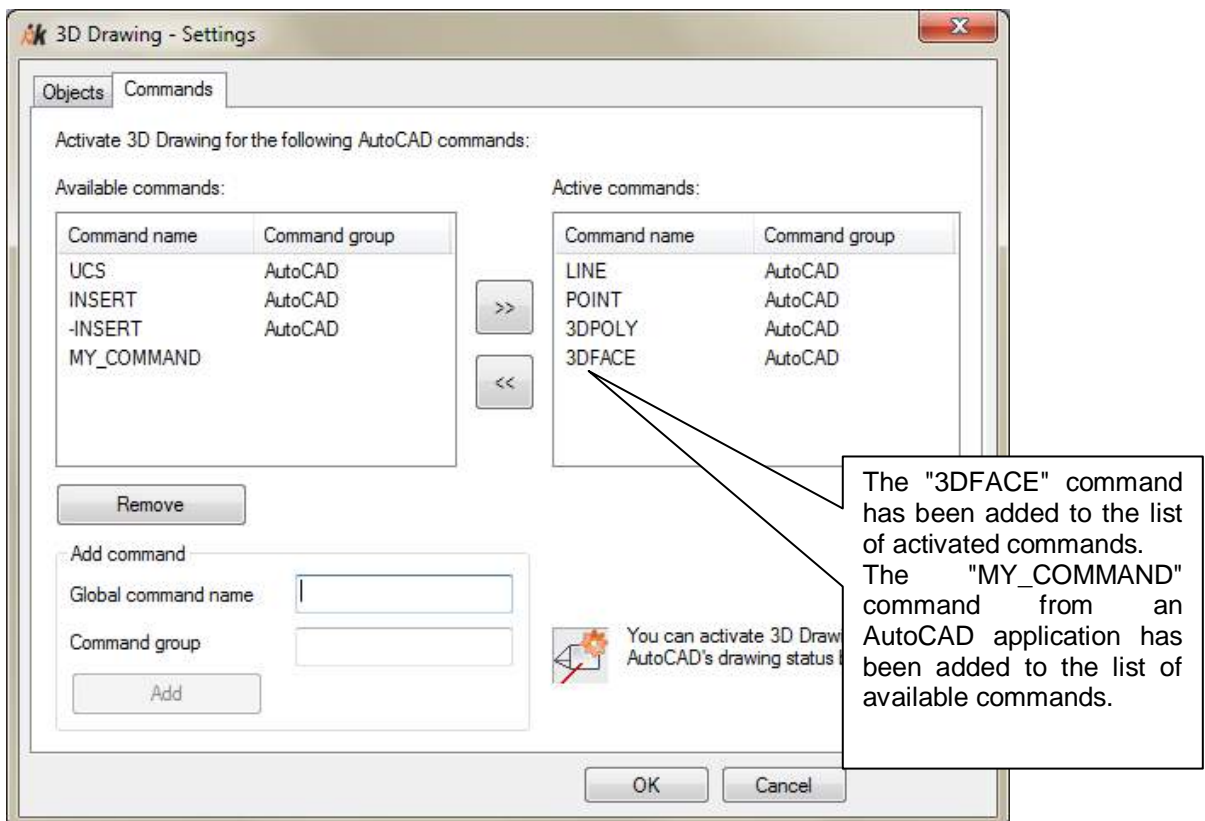 3D Drawing - Settings
Objects Commands
Activate 3D Drawing for the following AutoCAD commands:
Available commands:
Command name Command group
UCS AutoCAD
INSERT AutoCAD
-INSERT AutoCAD
MY_COMMAND
>>
<<
Active commands:
Command name Command group
LINE AutoCAD
POINT AutoCAD
3DPOLY AutoCAD
3DFACE AutoCAD
Remove
Add command
Global command name
Command group
Add
You can activate 3D Drawi
AutoCAD's drawing status
The "3DFACE" command
has been added to the list
of activated commands.
The "MY_COMMAND"
command from an
AutoCAD application has
been added to the list of
available commands.
OK Cancel